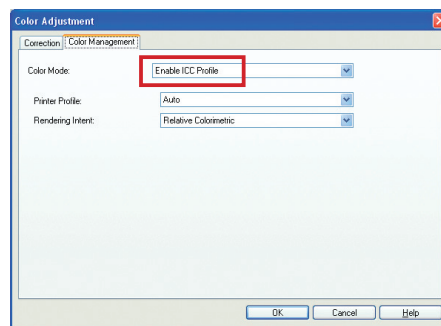 Color Adjustment
Correction Color Management
Color Mode: Enable ICC Profile
Printer Profile: Auto
Rendering Intent: Relative Colorimetric
OK Cancel Help